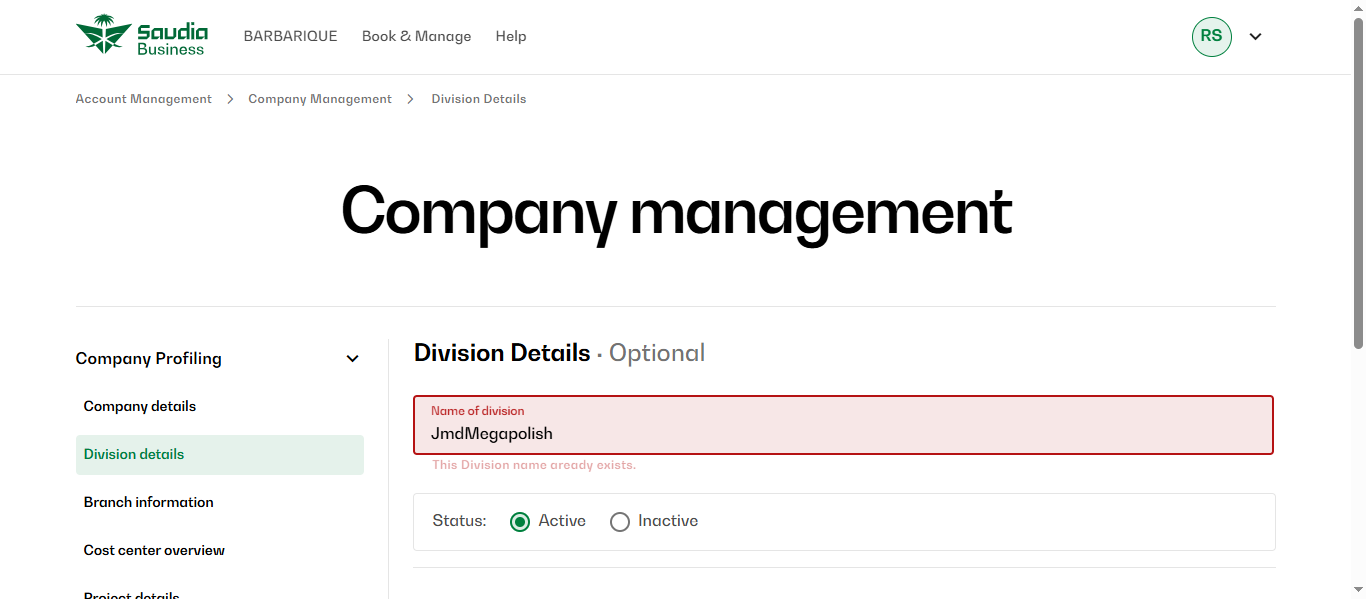 Saudia
Business
BARBARIQUE Book & Manage Help
RS
Account Management > Company Management > Division Details
Company management
Company Profiling
Company details
Division details
Branch information
Cost center overview
Project details
Division Details · Optional
Name of division
JmdMegapolish
This Division name aready exists.
Status: Active Inactive